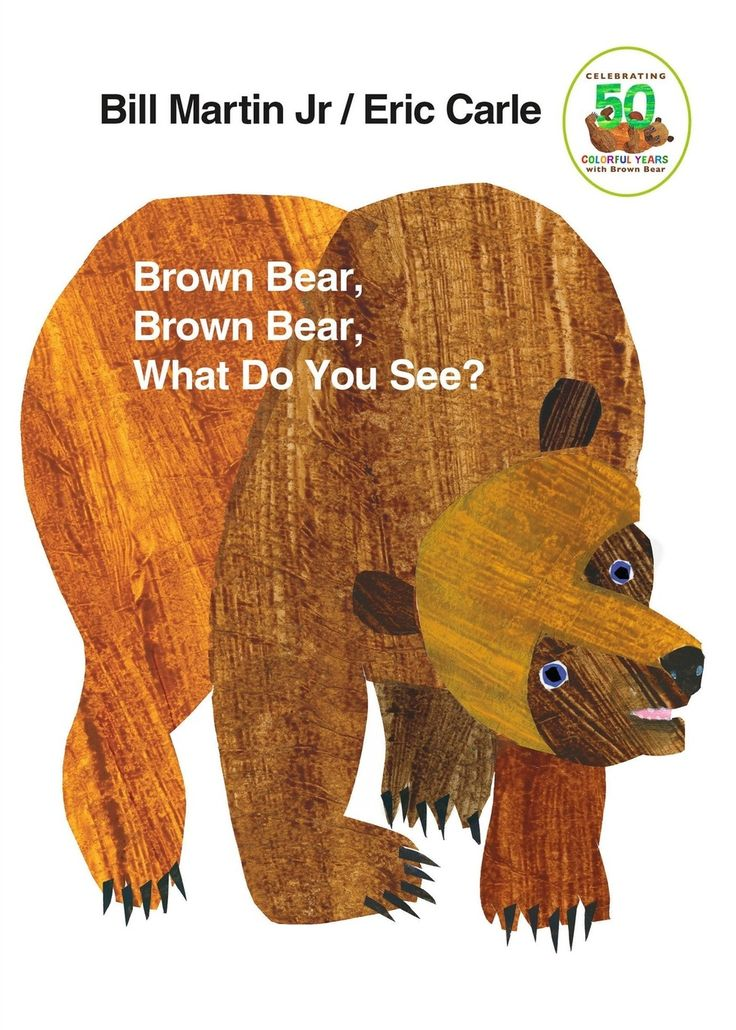 Bill Martin Jr / Eric Carle
CELEBRATING
50
COLORFUL YEARS
with Brown Bear
Brown Bear,
Brown Bear,
What Do You See?